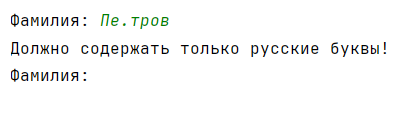 Фамилия: Пе.тров
Должно содержать только русские буквы!
Фамилия: